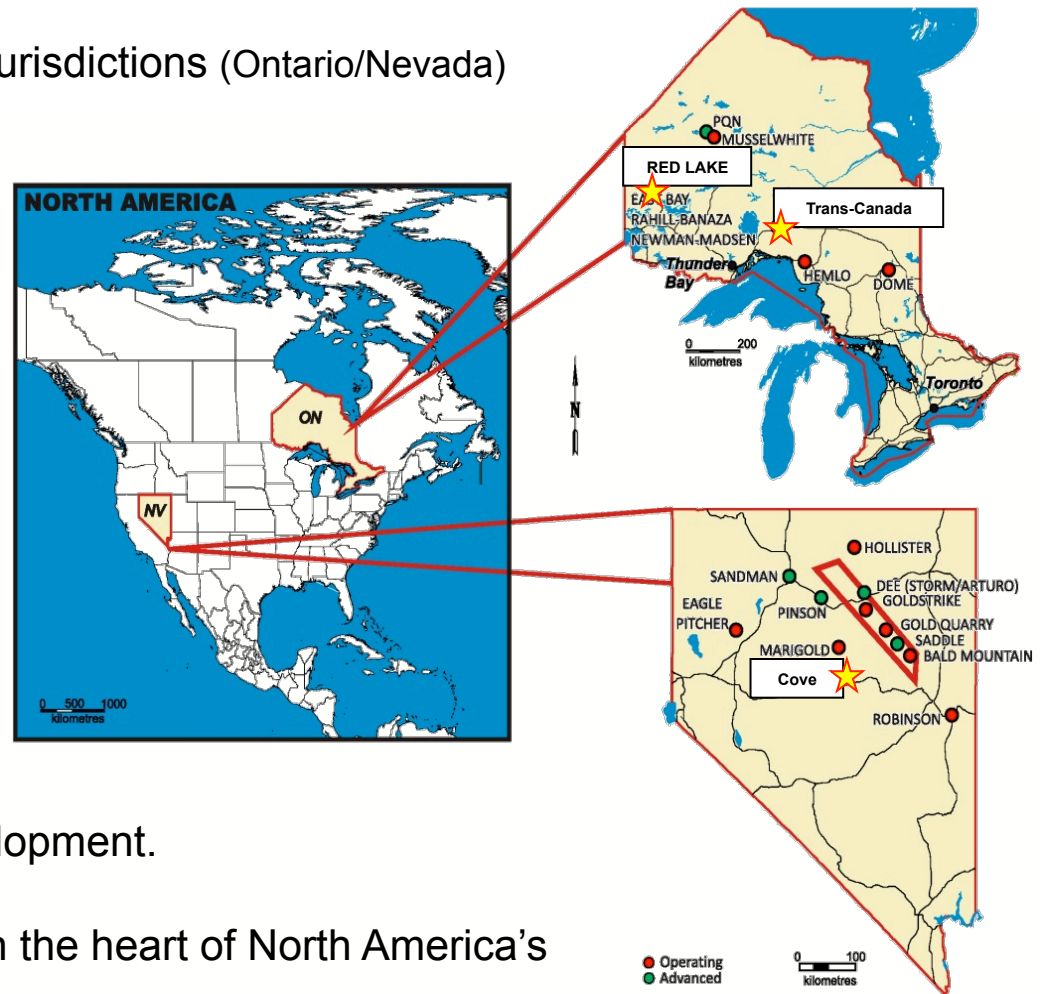 urisdictions (Ontario/Nevada)
NORTH AMERICA
ON
NV
0 500 1000
kilometres
PQN
MUSSELWHITE
RED LAKE
Trans-Canada
RAHILL-BANAZA
NEWMAN-MADSEN
Thunder
Bay
HEMLO
DOME
0 200
kilometres
N
Toronto
HOLLISTER
SANDMAN
DEE (STORM/ARTURO)
PINSON
GOLDSTRIKE
EAGLE
PITCHER
GOLD QUARRY
SADDLE
MARIGOLD
BALD MOUNTAIN
Cove
ROBINSON
lopment.
n the heart of North America’s
Operating
Advanced
0 100
kilometres